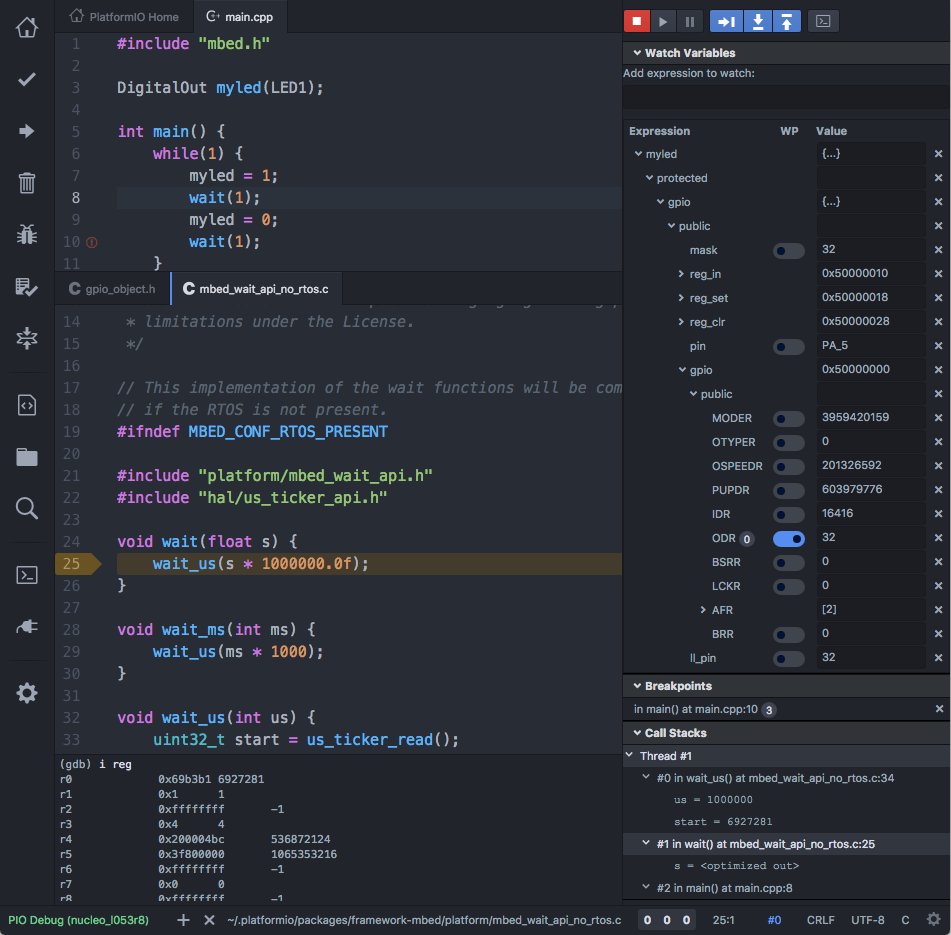 PlatformIO Home
main.cpp
1 #include "mbed.h"
2
3 DigitalOut myled(LED1);
4
5 int main() {
6 while(1) {
7 myled = 1;
8 wait(1);
9 myled = 0;
10 wait(1);
11 }
gpio_object.h
mbed_wait_api_no_rtos.c
14 * limitations under the License.
15 */
16
17 // This implementation of the wait functions will be com
18 // if the RTOS is not present.
19 #ifndef MBED_CONF_RTOS_PRESENT
20
21 #include "platform/mbed_wait_api.h"
22 #include "hal/us_ticker_api.h"
23
24 void wait(float s) {
25 wait_us(s * 1000000.0f);
26 }
27
28 void wait_ms(int ms) {
29 wait_us(ms * 1000);
30 }
31
32 void wait_us(int us) {
33 uint32_t start = us_ticker_read();
(gdb) i reg
r0 0x69b3b1 6927281
r1 0x1 1
r2 0xffffffff -1
r3 0x4 4
r4 0x200004bc 536872124
r5 0x3f800000 1065353216
r6 0xffffffff -1
r7 0x0 0
r8 0xffffffff -1
Watch Variables
Add expression to watch:
Expression WP Value
myled {...}
protected
gpio {...}
public
mask 32
reg_in 0x50000010
reg_set 0x50000018
reg_clr 0x50000028
pin PA_5
gpio 0x50000000
public
MODER 3959420159
OTYPER 0
OSPEEDR 201326592
PUPDR 603979776
IDR 16416
ODR 0 32
BSRR 0
LCKR 0
AFR [2]
BRR 0
ll_pin 32
Breakpoints
in main() at main.cpp:10 3
Call Stacks
Thread #1
#0 in wait_us() at mbed_wait_api_no_rtos.c:34
us = 1000000
start = 6927281
#1 in wait() at mbed_wait_api_no_rtos.c:25
s = <optimized out>
#2 in main() at main.cpp:8
PIO Debug (nucleo_l053r8) ~/.platformio/packages/framework-mbed/platform/mbed_wait_api_no_rtos.c 0 0 0 25:1 #0 CRLF UTF-8 C